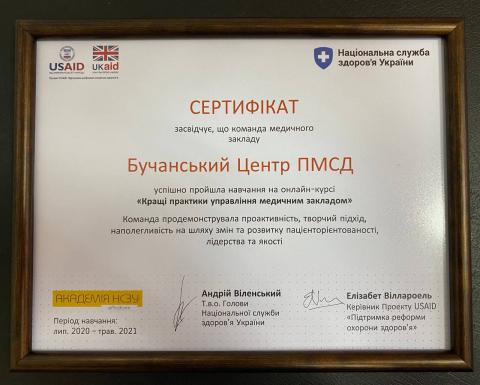 USAID
ukaid
Національна служба
здоров'я України
СЕРТИФІКАТ
засвідчує, що команда медичного
закладу
Бучанський Центр ПМСД
успішно пройшла навчання на онлайн-курсі
«Кращі практики управління медичним закладом»
Команда продемонструвала проактивність, творчий підхід,
наполегливість на шляху змін та розвитку пацієнторієнтованості,
лідерства та якості
АКАДЕМІЯ НСЗУ
Період навчання:
лип. 2020 – трав. 2021
Андрій Віленський
Т.в.о. Голови
Національної служби
здоров'я України
Елізабет Віллароель
Керівник Проекту USAID
«Підтримка реформи
охорони здоров'я»